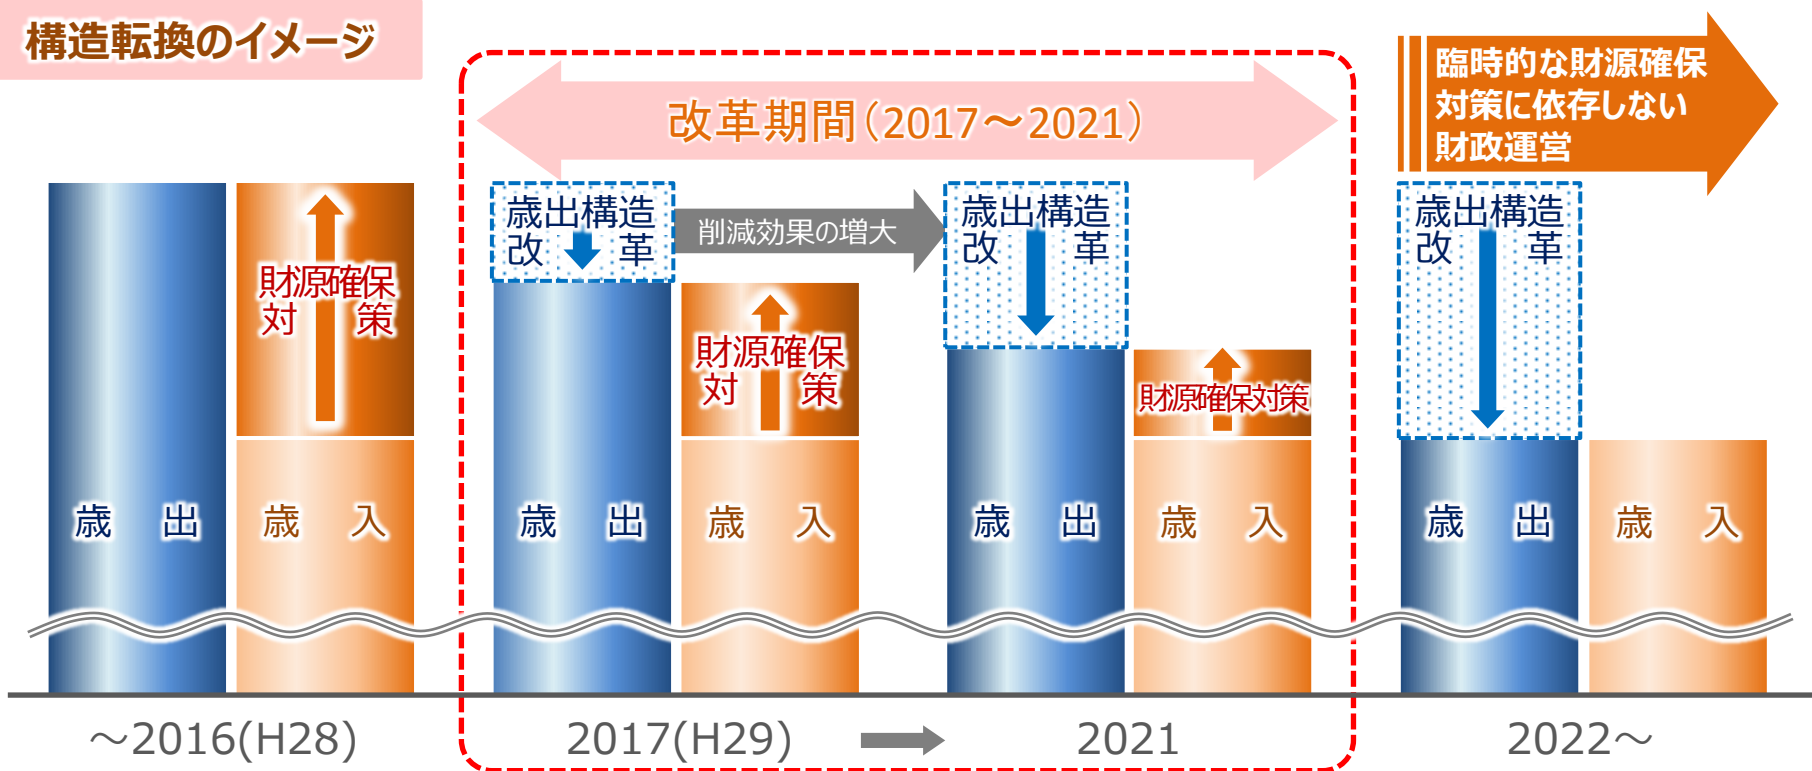 構造転換のイメージ
改革期間（2017～2021）
臨時的な財源確保
対策に依存しない
財政運営
財源確保
対　策
歳出構造
改　革
削減効果の増大
財源確保
対　策
歳出構造
改　革
財源確保対策
歳出構造
改　革
歳　出
歳　入
歳　出
歳　入
歳　出
歳　入
歳　出
歳　入
～2016(H28)
2017(H29)
2021
2022～